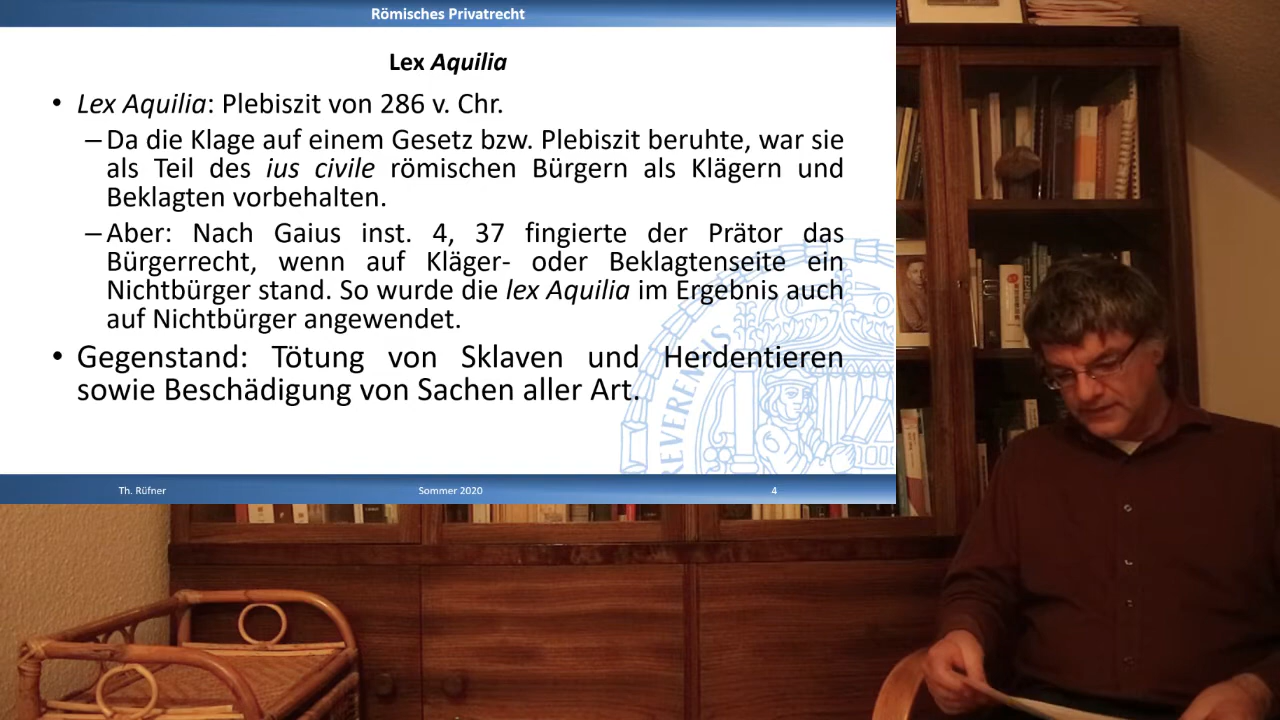 Römisches Privatrecht
Lex Aquilia
• Lex Aquilia: Plebiszit von 286 v. Chr.
– Da die Klage auf einem Gesetz bzw. Plebiszit beruhte, war sie
als Teil des ius civile römischen Bürgern als Klägern und
Beklagten vorbehalten.
– Aber: Nach Gaius inst. 4, 37 fingierte der Prätor das
Bürgerrecht, wenn auf Kläger- oder Beklagtenseite ein
Nichtbürger stand. So wurde die lex Aquilia im Ergebnis auch
auf Nichtbürger angewendet.
• Gegenstand: Tötung von Sklaven und Herdentieren
sowie Beschädigung von Sachen aller Art.
Th. Rüfner
Sommer 2020
4